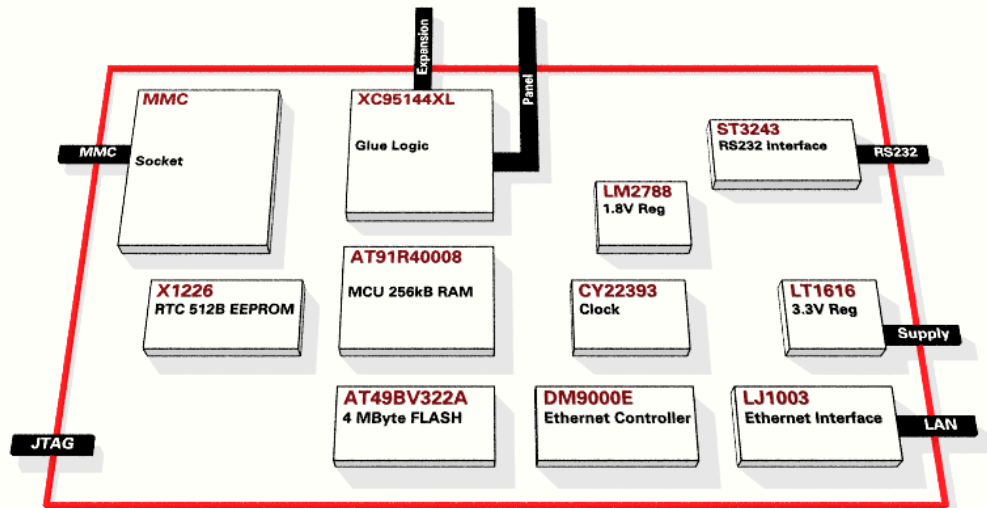 Expansion
Panel
MMC
Socket
MMC
XC95144XL
Glue Logic
ST3243
RS232 Interface
RS232
LM2788
1.8V Reg
AT91R40008
MCU 256kB RAM
X1226
RTC 512B EEPROM
CY22393
Clock
LT1616
3.3V Reg
Supply
AT49BV322A
4 MByte FLASH
DM9000E
Ethernet Controller
LJ1003
Ethernet Interface
LAN
JTAG